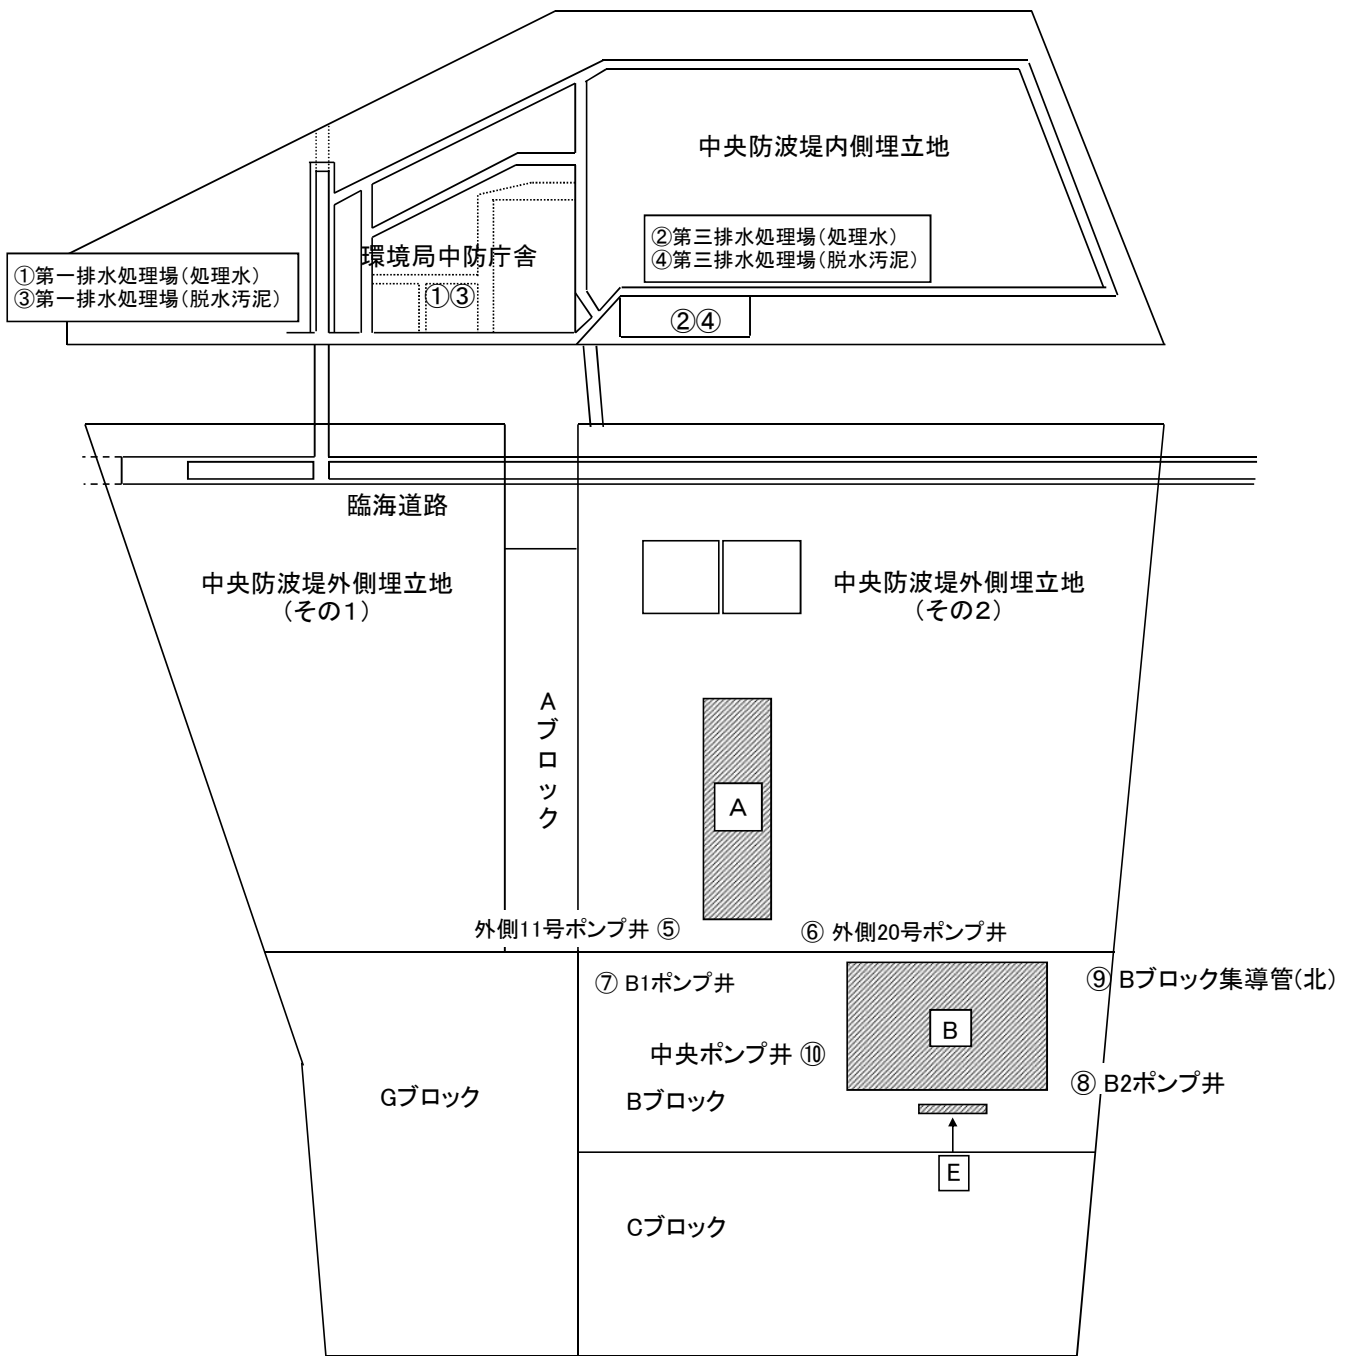 中央防波堤内側埋立地
②第三排水処理場(処理水)
④第三排水処理場(脱水汚泥)
環境局中防庁舎
①第一排水処理場(処理水)
③第一排水処理場(脱水汚泥)
①③
②④
臨海道路
中央防波堤外側埋立地
(その1)
中央防波堤外側埋立地
(その2)
Aブロック
A
外側11号ポンプ井 ⑤
⑥ 外側20号ポンプ井
⑦ B1ポンプ井
⑨ Bブロック集導管(北)
B
中央ポンプ井 ⑩
⑧ B2ポンプ井
Gブロック
Bブロック
E
Cブロック